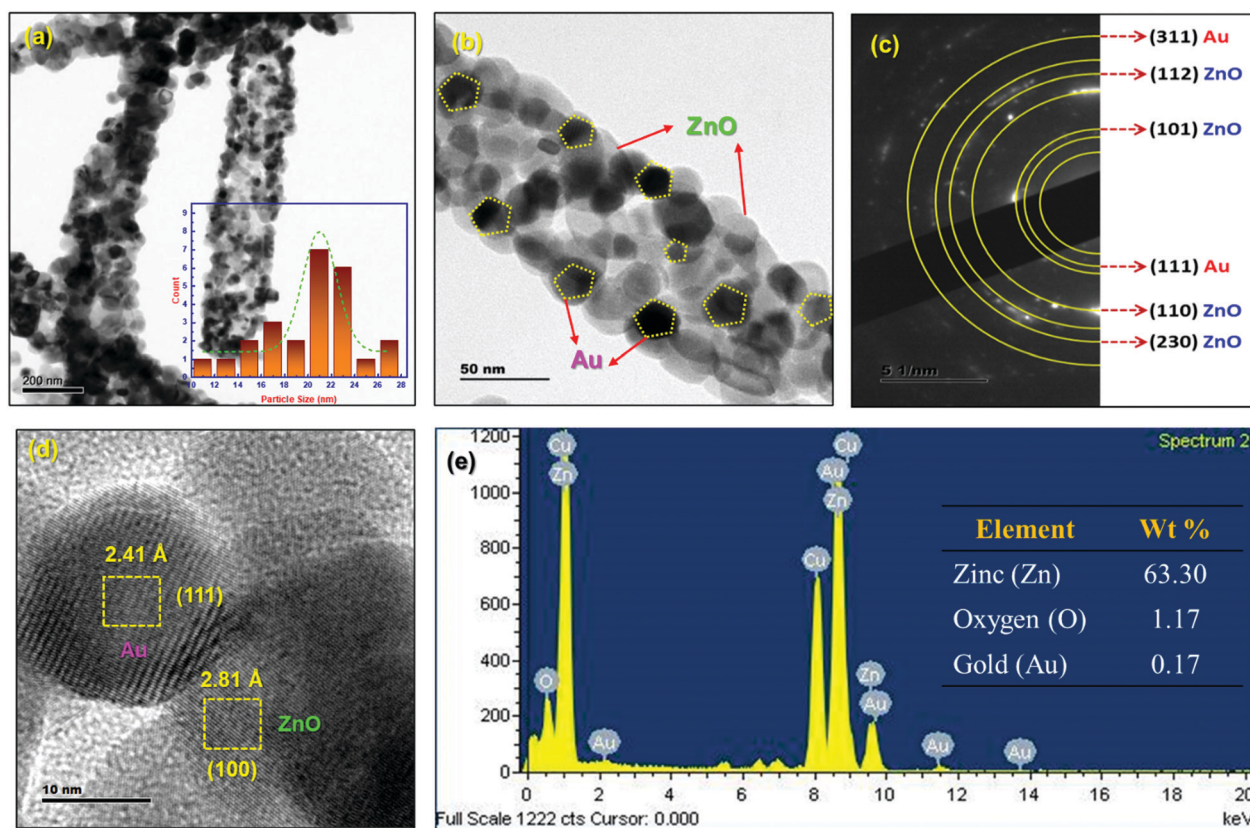 (a)
9
8
7
6
5
4
3
2
1
0
Count
10 12 14 16 18 20 22 24 26 28
Particle Size (nm)
200 nm
(b)
ZnO
Au
50 nm
(c)
(311) Au
(112) ZnO
(101) ZnO
(111) Au
(110) ZnO
(230) ZnO
5 1/nm
(d)
2.41 Å
(111)
Au
2.81 Å
ZnO
(100)
10 nm
(e)
Spectrum 2
1200
1000
800
600
400
200
0
Cu
Zn
O
Au
Cu
Au
Zn
Cu
Zn
Au
Au
Au
Element Wt %
Zinc (Zn) 63.30
Oxygen (O) 1.17
Gold (Au) 0.17
0 2 4 6 8 10 12 14 16 18 20
Full Scale 1222 cts Cursor: 0.000
keV